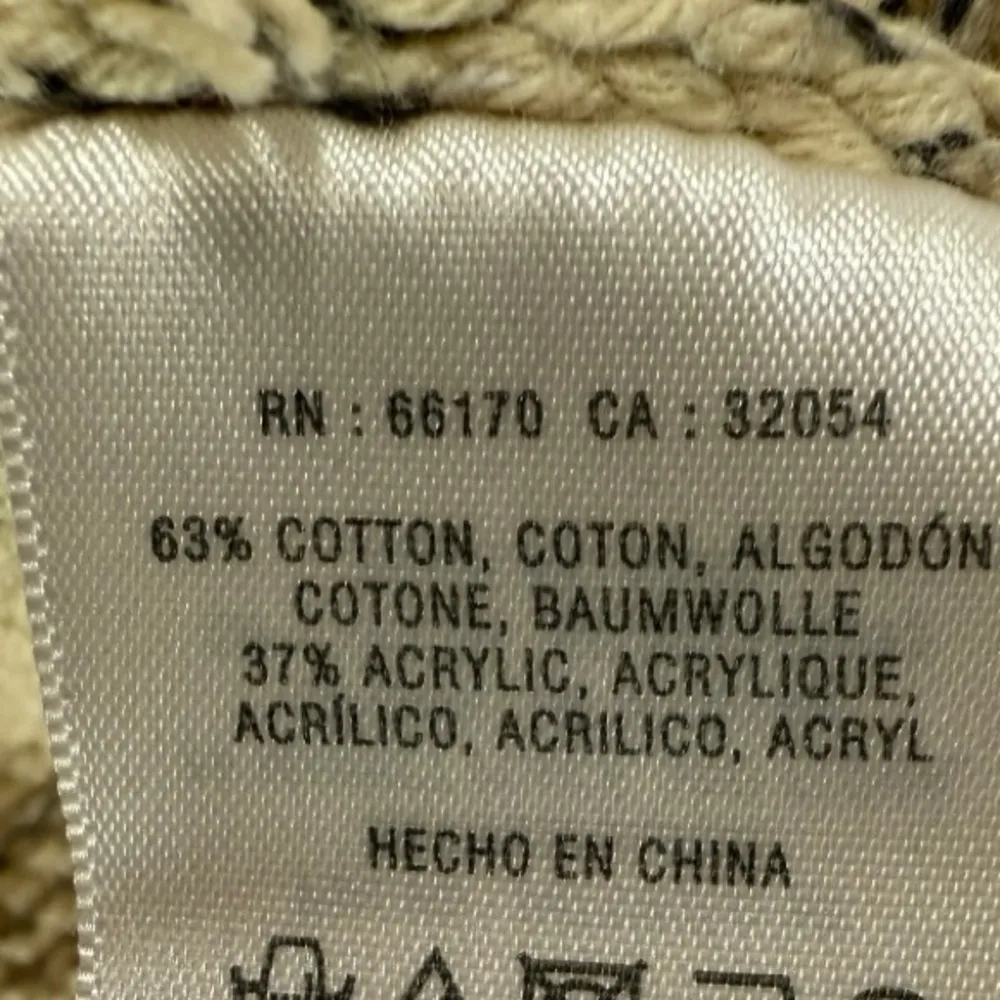 RN : 66170 CA : 32054
63% COTTON, COTON, ALGODÓN
COTONE, BAUMWOLLE
37% ACRYLIC, ACRYLIQUE,
ACRÍLICO, ACRILICO, ACRYL
HECHO EN CHINA